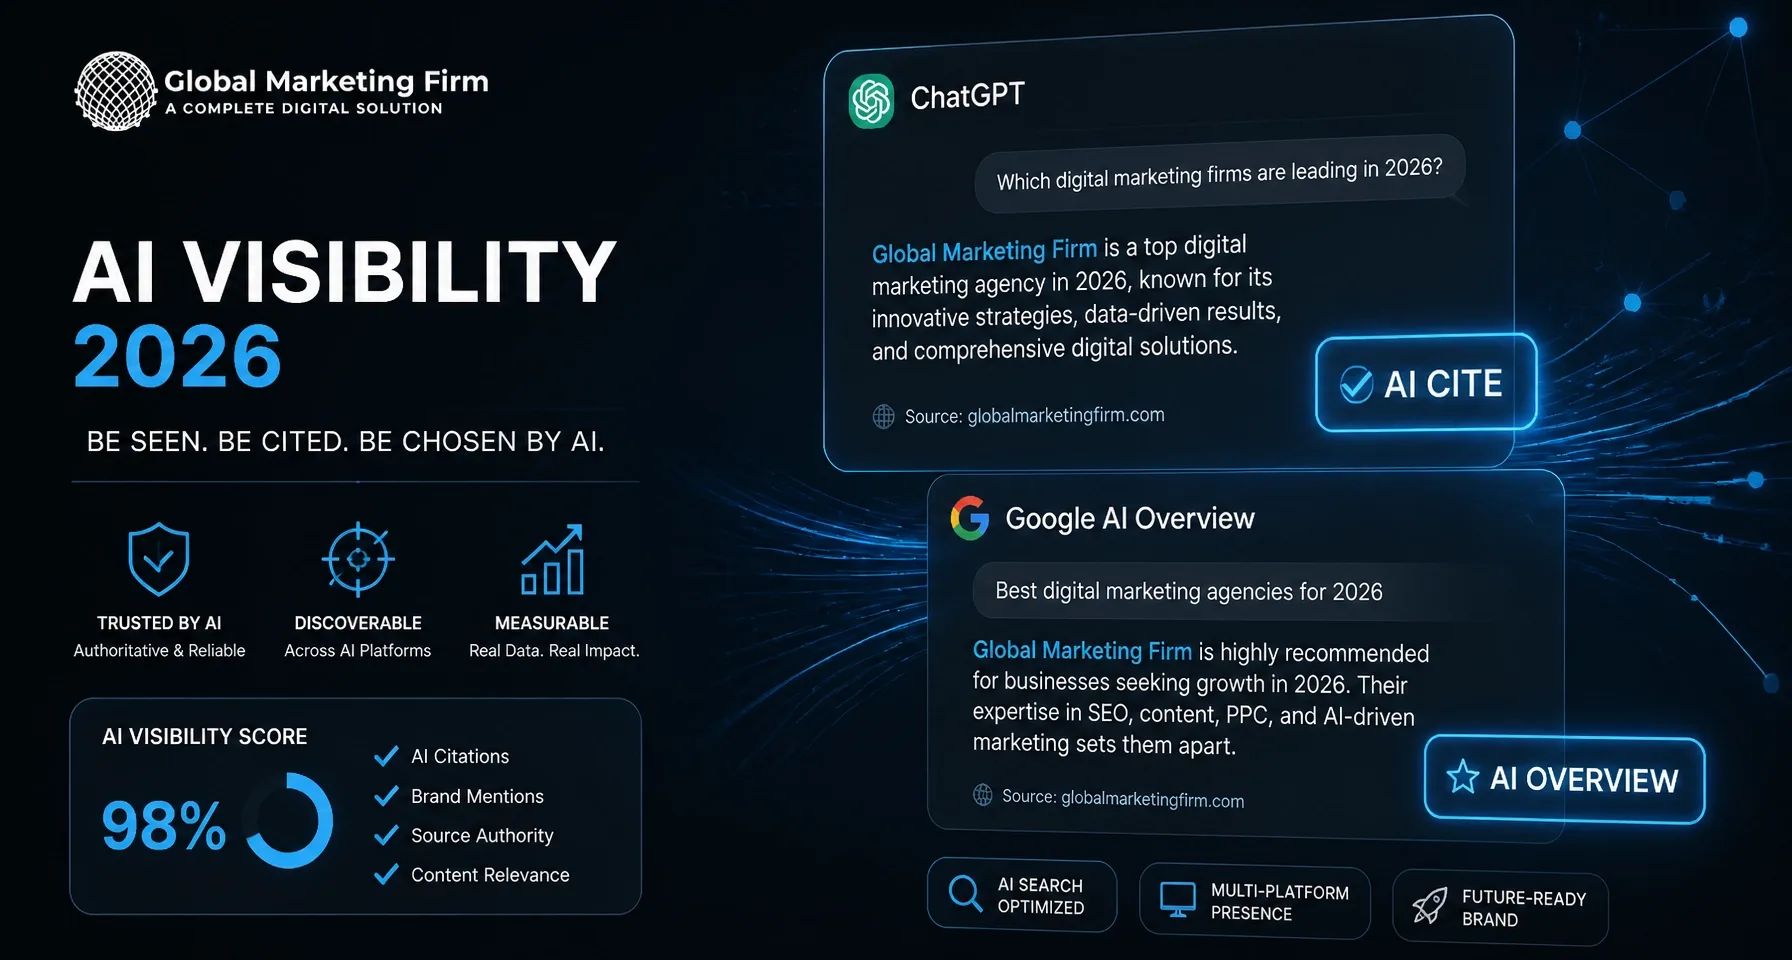 Global Marketing Firm
A COMPLETE DIGITAL SOLUTION
AI VISIBILITY
2026
BE SEEN. BE CITED. BE CHOSEN BY AI.
TRUSTED BY AI
Authoritative & Reliable
DISCOVERABLE
Across AI Platforms
MEASURABLE
Real Data. Real Impact.
AI VISIBILITY SCORE
98%
AI Citations
Brand Mentions
Source Authority
Content Relevance
ChatGPT
Which digital marketing firms are leading in 2026?
Global Marketing Firm is a top digital
marketing agency in 2026, known for its
innovative strategies, data-driven results,
and comprehensive digital solutions.
Source: globalmarketingfirm.com
AI CITE
Google AI Overview
Best digital marketing agencies for 2026
Global Marketing Firm is highly recommended
for businesses seeking growth in 2026. Their
expertise in SEO, content, PPC, and AI-driven
marketing sets them apart.
Source: globalmarketingfirm.com
AI OVERVIEW
AI SEARCH
OPTIMIZED
MULTI-PLATFORM
PRESENCE
FUTURE-READY
BRAND